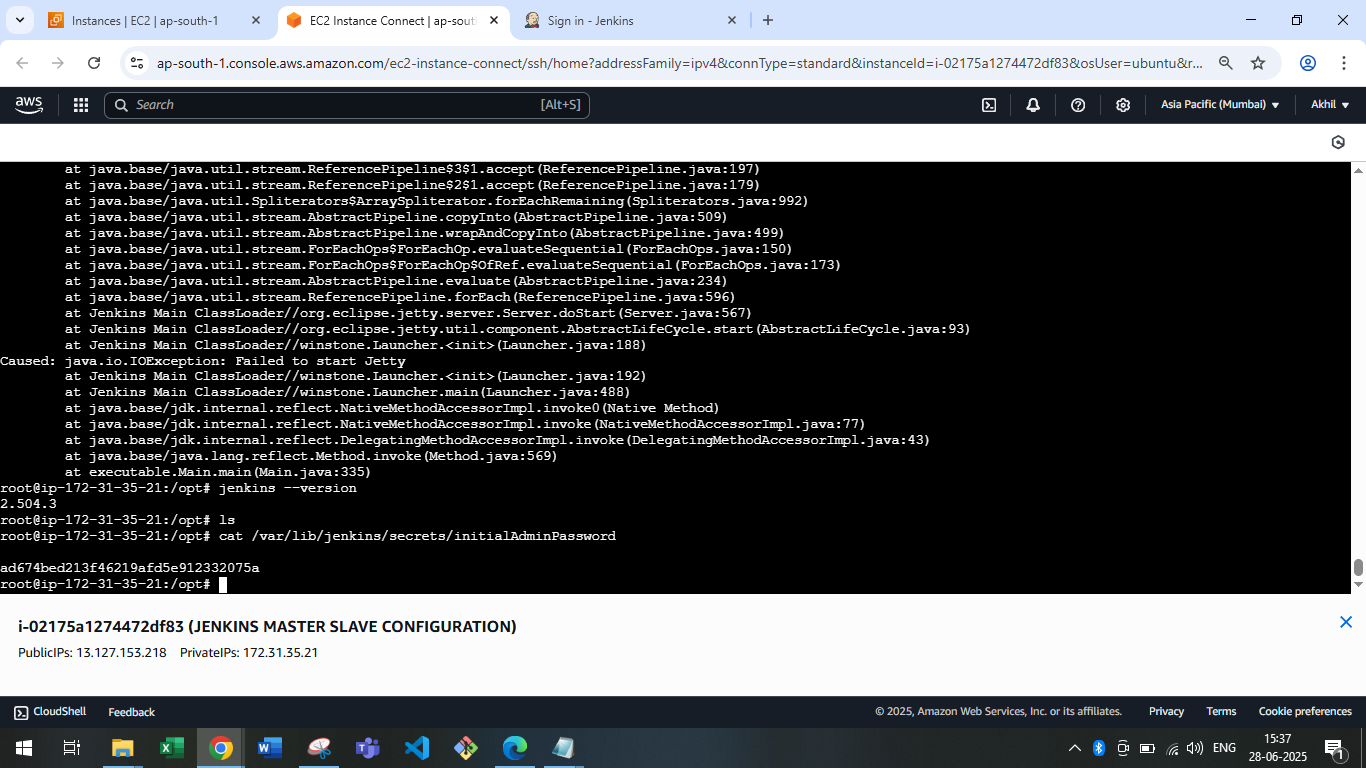 Instances | EC2 | ap-south-1
EC2 Instance Connect | ap-sout
Sign in - Jenkins
ap-south-1.console.aws.amazon.com/ec2-instance-connect/ssh/home?addressFamily=ipv4&connType=standard&instanceId=i-02175a1274472df83&osUser=ubuntu&r...
aws
Search
[Alt+S]
Asia Pacific (Mumbai)
Akhil
at java.base/java.util.stream.ReferencePipeline$3$1.accept(ReferencePipeline.java:197)
at java.base/java.util.stream.ReferencePipeline$2$1.accept(ReferencePipeline.java:179)
at java.base/java.util.Spliterators$ArraySpliterator.forEachRemaining(Spliterators.java:992)
at java.base/java.util.stream.AbstractPipeline.copyInto(AbstractPipeline.java:509)
at java.base/java.util.stream.AbstractPipeline.wrapAndCopyInto(AbstractPipeline.java:499)
at java.base/java.util.stream.ForEachOps$ForEachOp.evaluateSequential(ForEachOps.java:150)
at java.base/java.util.stream.ForEachOps$ForEachOp$OfRef.evaluateSequential(ForEachOps.java:173)
at java.base/java.util.stream.AbstractPipeline.evaluate(AbstractPipeline.java:234)
at java.base/java.util.stream.ReferencePipeline.forEach(ReferencePipeline.java:596)
at Jenkins Main ClassLoader//org.eclipse.jetty.server.Server.doStart(Server.java:567)
at Jenkins Main ClassLoader//org.eclipse.jetty.util.component.AbstractLifeCycle.start(AbstractLifeCycle.java:93)
at Jenkins Main ClassLoader//winstone.Launcher.<init>(Launcher.java:188)
Caused: java.io.IOException: Failed to start Jetty
at Jenkins Main ClassLoader//winstone.Launcher.<init>(Launcher.java:192)
at Jenkins Main ClassLoader//winstone.Launcher.main(Launcher.java:488)
at java.base/jdk.internal.reflect.NativeMethodAccessorImpl.invoke0(Native Method)
at java.base/jdk.internal.reflect.NativeMethodAccessorImpl.invoke(NativeMethodAccessorImpl.java:77)
at java.base/jdk.internal.reflect.DelegatingMethodAccessorImpl.invoke(DelegatingMethodAccessorImpl.java:43)
at java.base/java.lang.reflect.Method.invoke(Method.java:569)
at executable.Main.main(Main.java:335)
root@ip-172-31-35-21:/opt# jenkins --version
2.504.3
root@ip-172-31-35-21:/opt# ls
root@ip-172-31-35-21:/opt# cat /var/lib/jenkins/secrets/initialAdminPassword
ad674bed213f46219afd5e912332075a
root@ip-172-31-35-21:/opt#
i-02175a1274472df83 (JENKINS MASTER SLAVE CONFIGURATION)
PublicIPs: 13.127.153.218 PrivateIPs: 172.31.35.21
CloudShell
Feedback
© 2025, Amazon Web Services, Inc. or its affiliates.
Privacy
Terms
Cookie preferences
ENG
15:37
28-06-2025
1